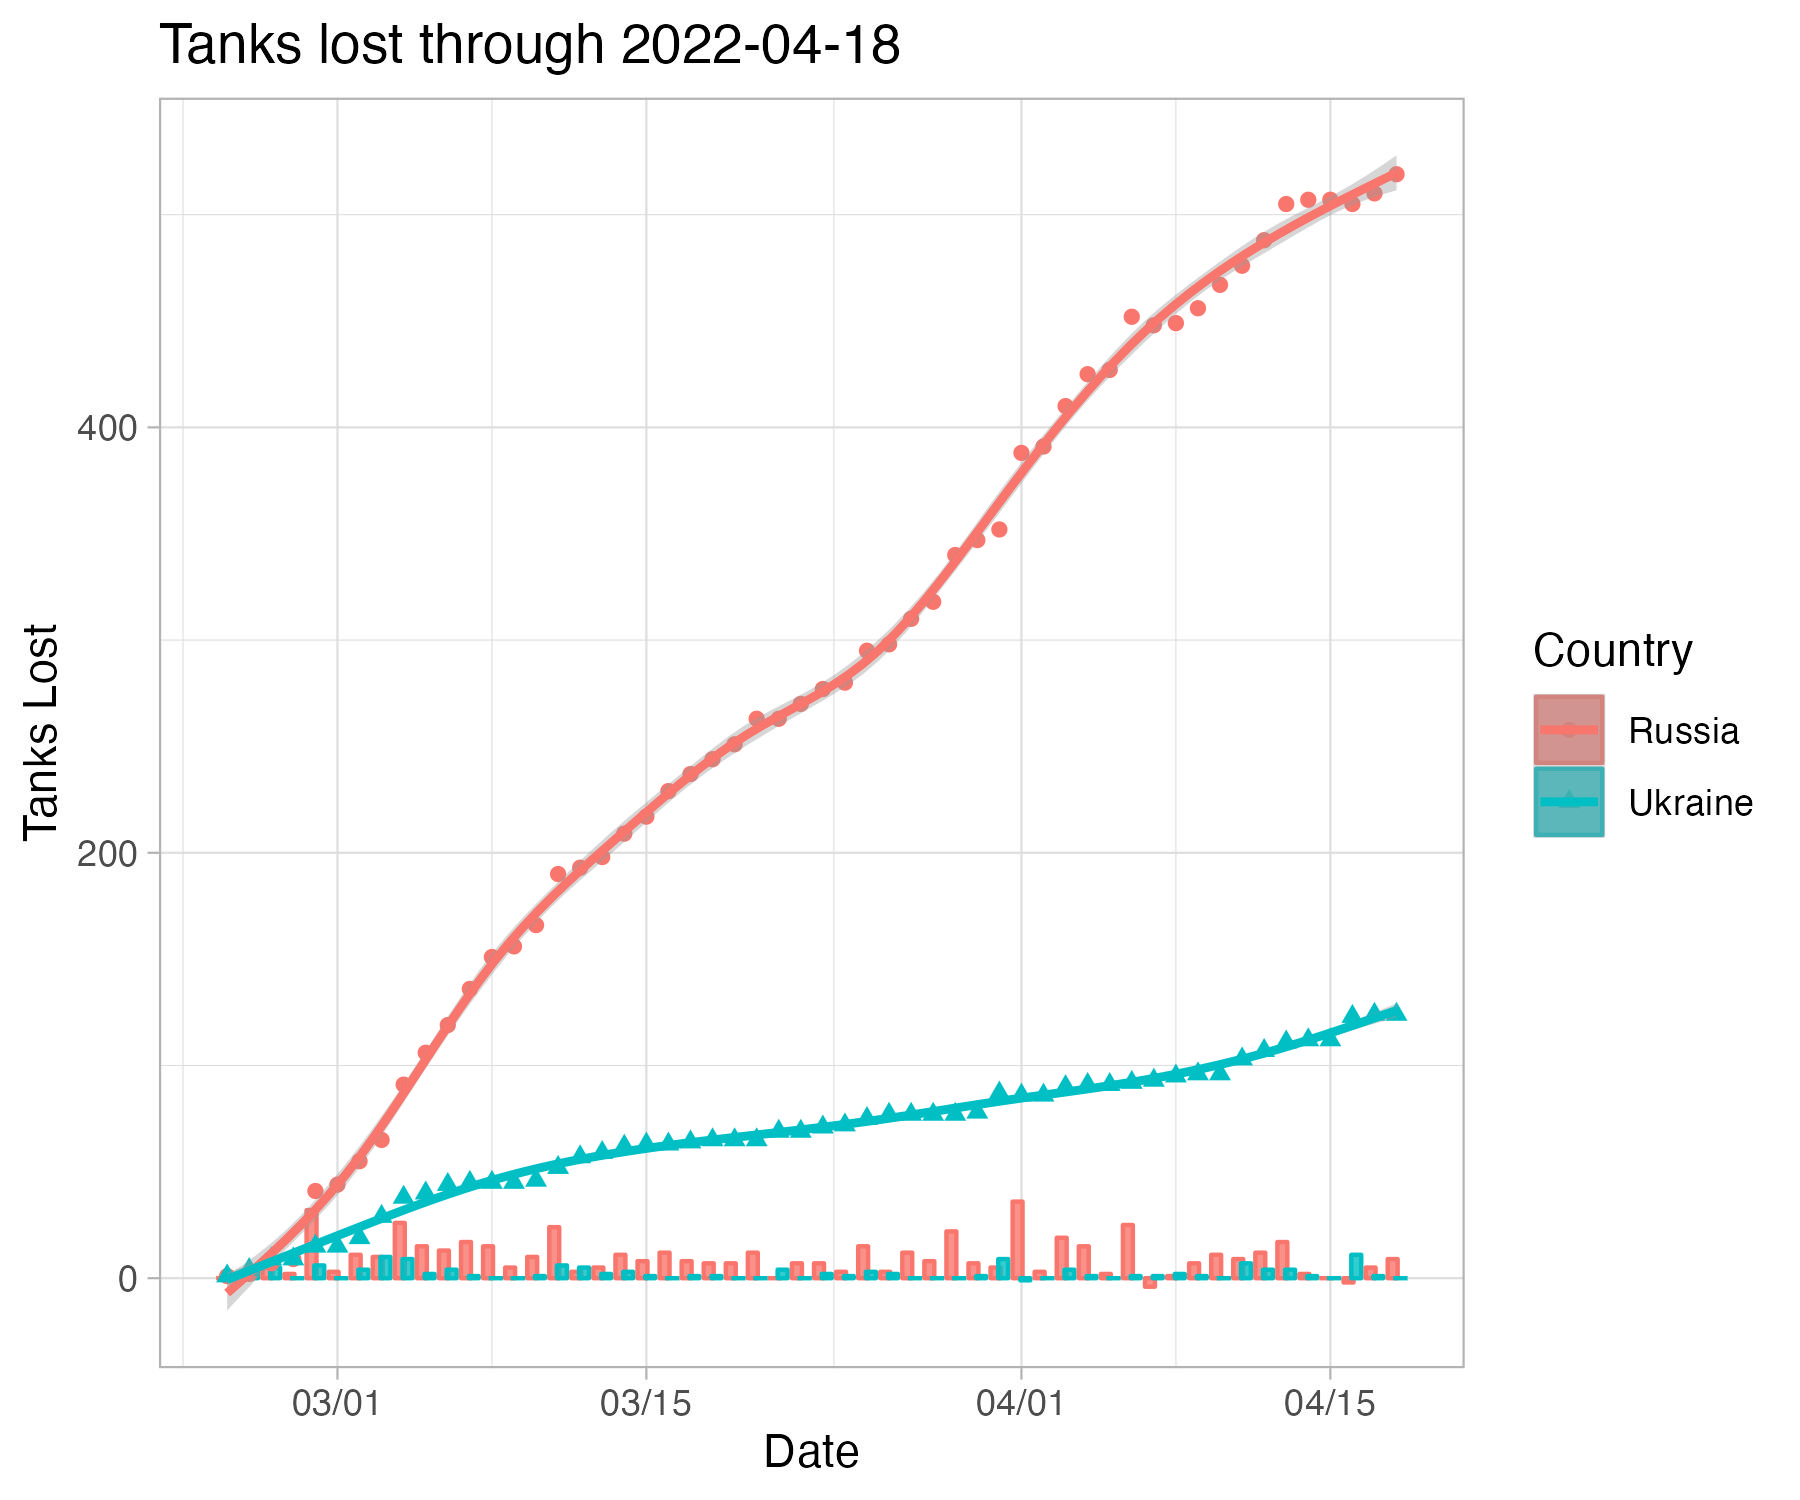 Tanks lost through 2022-04-18
Tanks Lost
400
200
0
03/01 03/15 04/01 04/15
Date
Country
Russia
Ukraine